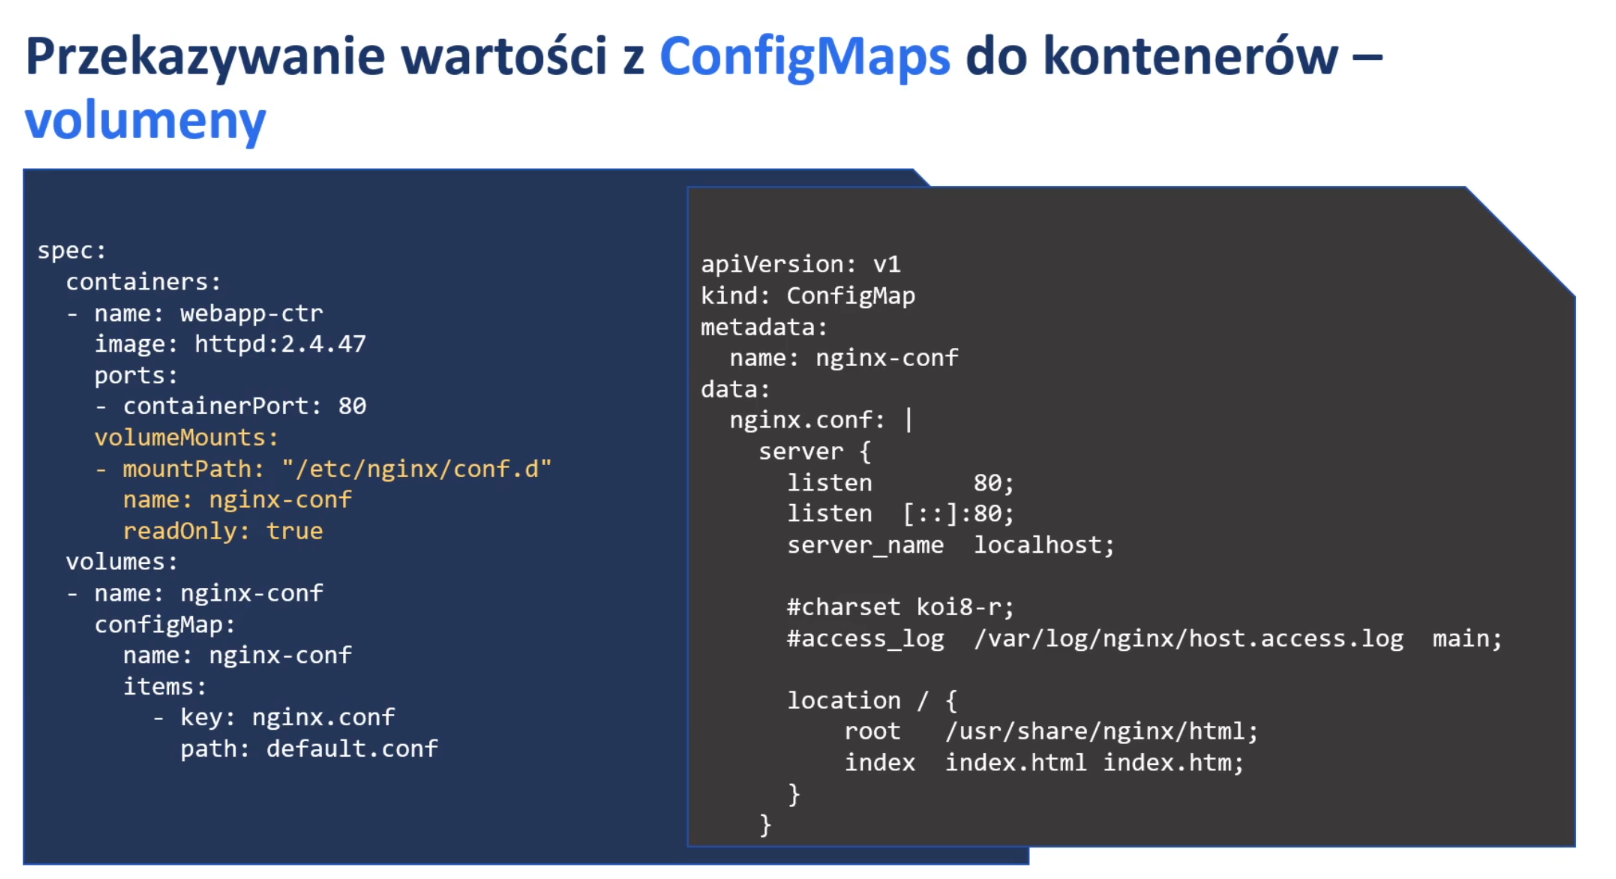 Przekazywanie wartości z ConfigMaps do kontenerów –
volumeny
spec:
  containers:
  - name: webapp-ctr
    image: httpd:2.4.47
    ports:
    - containerPort: 80
    volumeMounts:
    - mountPath: "/etc/nginx/conf.d"
      name: nginx-conf
      readOnly: true
  volumes:
  - name: nginx-conf
    configMap:
      name: nginx-conf
      items:
        - key: nginx.conf
          path: default.conf
apiVersion: v1
kind: ConfigMap
metadata:
  name: nginx-conf
data:
  nginx.conf: |
    server {
      listen       80;
      listen  [::]:80;
      server_name  localhost;

      #charset koi8-r;
      #access_log  /var/log/nginx/host.access.log  main;

      location / {
          root   /usr/share/nginx/html;
          index  index.html index.htm;
      }
    }